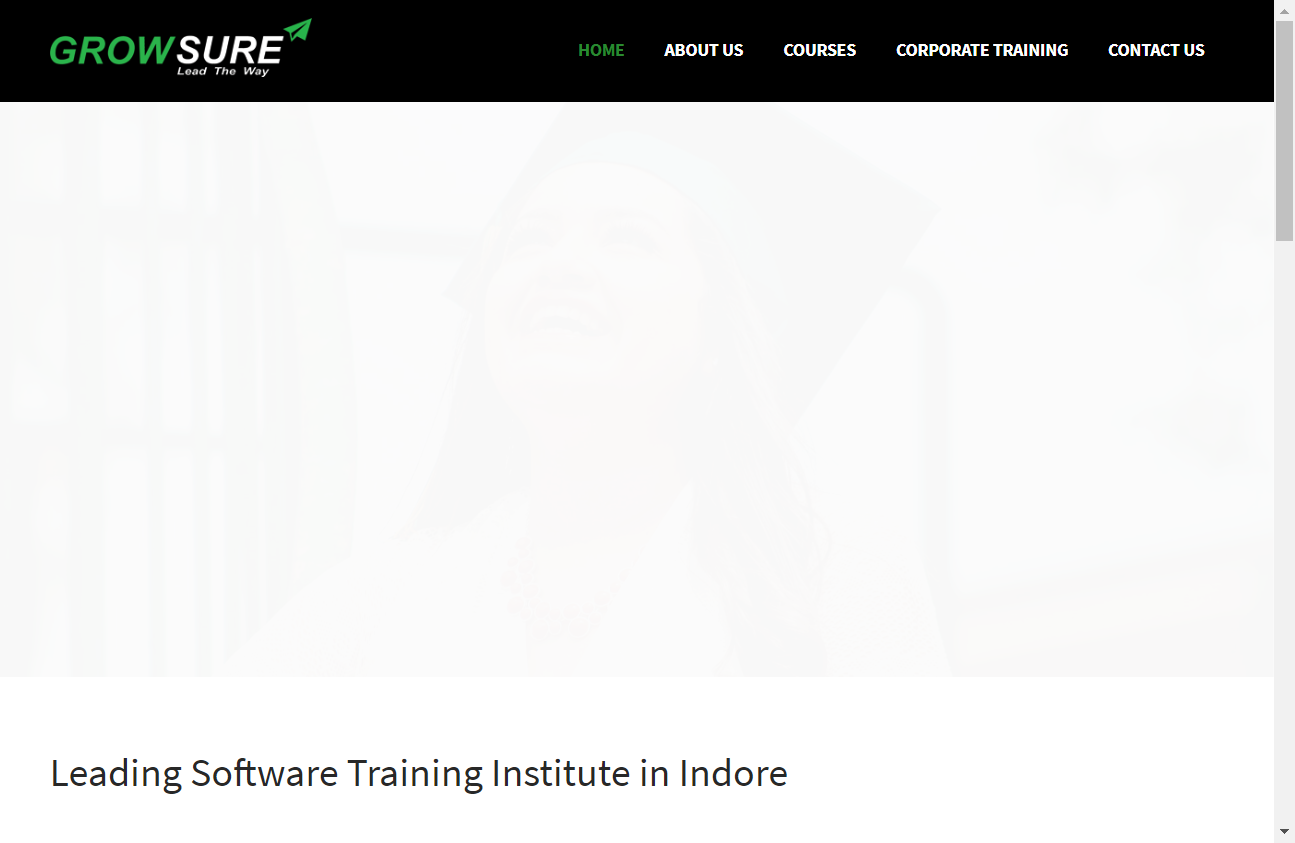 GROWSURE
Lead The Way
HOME ABOUT US COURSES CORPORATE TRAINING CONTACT US
Leading Software Training Institute in Indore